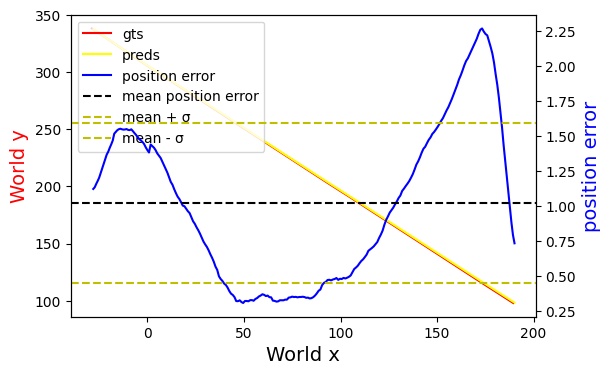 gts
preds
position error
mean position error
mean + σ
mean - σ
World y
350
300
250
200
150
100
2.25
2.00
1.75
1.50
1.25
1.00
0.75
0.50
0.25
position error
0
50
100
150
200
World x